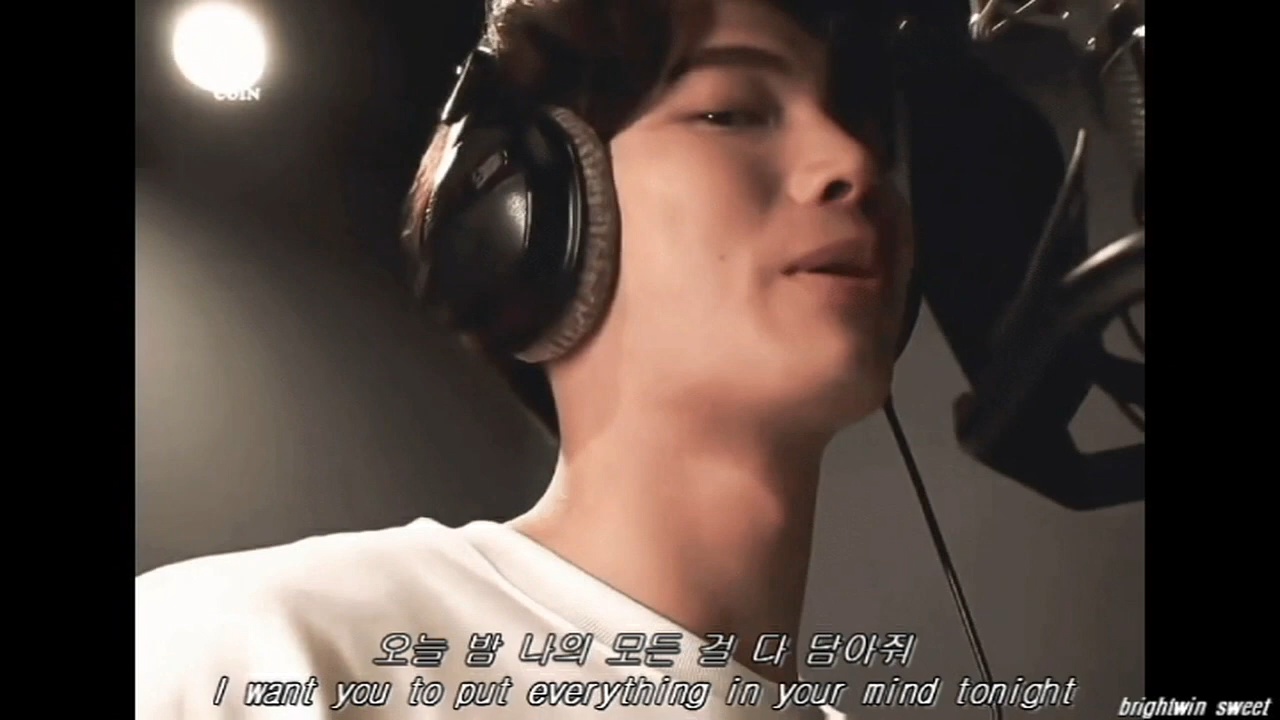 COIN
오늘 밤 나의 모든 걸 다 담아줘
I want you to put everything in your mind tonight
brightwin sweet